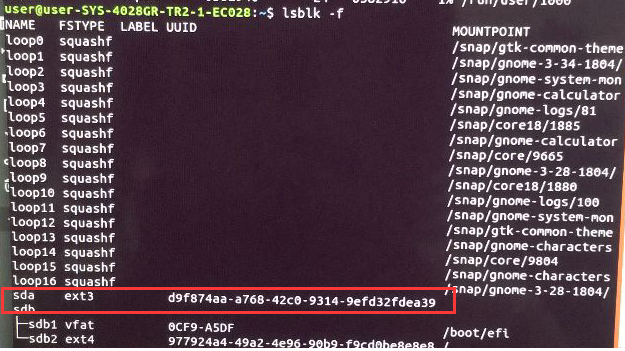 1% /run/user/1000
user@user-SYS-4028GR-TR2-1-EC028:~$ lsblk -f
NAME FSTYPE LABEL UUID MOUNTPOINT
loop0 squashf /snap/gtk-common-theme
loop1 squashf /snap/gnome-3-34-1804/
loop2 squashf /snap/gnome-system-mon
loop3 squashf /snap/gnome-calculator
loop4 squashf /snap/gnome-logs/81
loop5 squashf /snap/core18/1885
loop6 squashf /snap/gnome-calculator
loop7 squashf /snap/core/9665
loop8 squashf /snap/gnome-3-28-1804/
loop9 squashf /snap/core18/1880
loop10 squashf /snap/gnome-logs/100
loop11 squashf /snap/gnome-system-mon
loop12 squashf /snap/gtk-common-theme
loop13 squashf /snap/gnome-characters
loop14 squashf /snap/core/9804
loop15 squashf /snap/gnome-characters
loop16 squashf /snap/gnome-3-28-1804/
sda ext3 d9f874aa-a768-42c0-9314-9efd32fdea39
sdb
├─sdb1 vfat 0CF9-A5DF /boot/efi
└─sdb2 ext4 977924a4-49a2-4e96-90b9-f9cd0be8e8e8 /